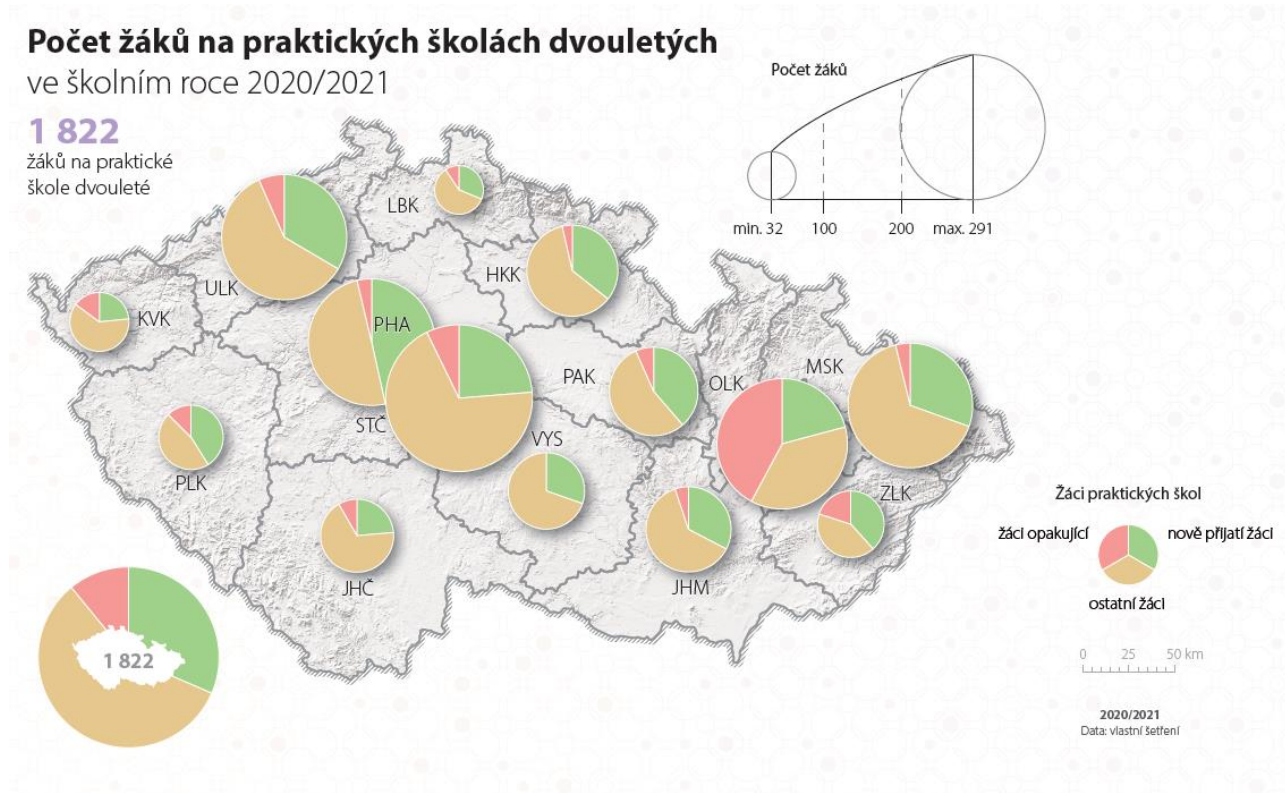 Počet žáků na praktických školách dvouletých
ve školním roce 2020/2021
1 822
žáků na praktické
škole dvouleté
Počet žáků
min. 32
100
200
max. 291
LBK
ULK
HKK
KVK
PHA
PAK
OLK
MSK
STČ
VYS
PLK
ZLK
JHČ
JHM
1 822
Žáci praktických škol
žáci opakující
nově přijatí žáci
ostatní žáci
0 25 50 km
2020/2021
Data: vlastní šetření